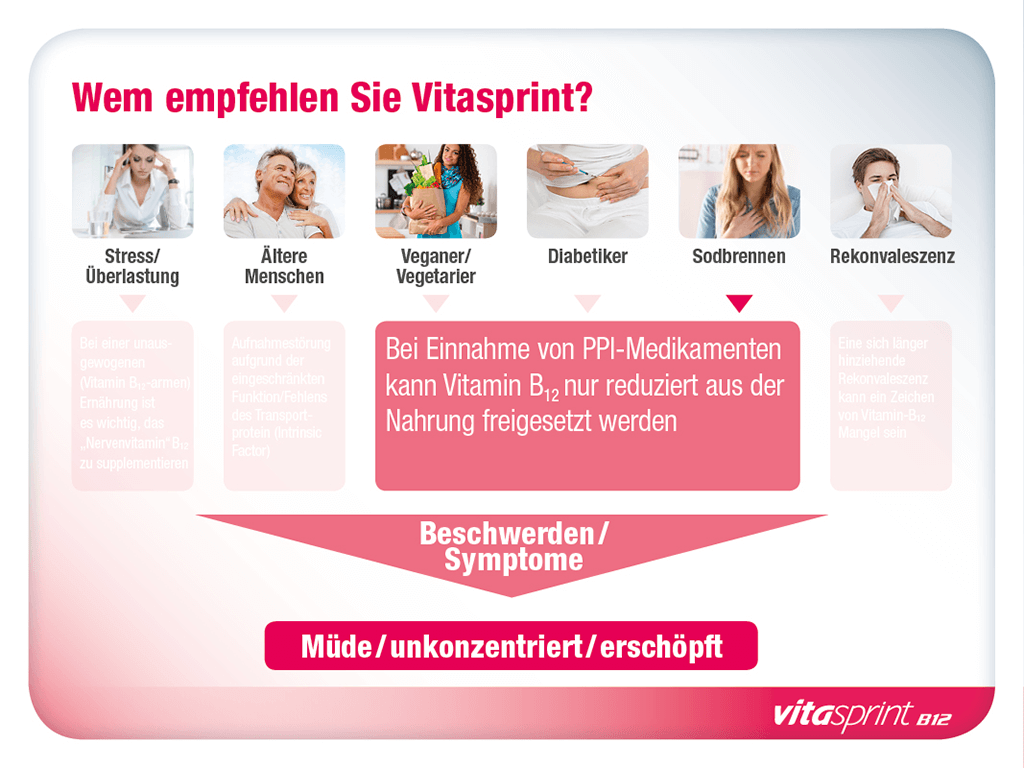 Wem empfehlen Sie Vitasprint?
Stress/
Überlastung
Ältere
Menschen
Veganer/
Vegetarier
Diabetiker
Sodbrennen
Rekonvaleszenz
Bei einer unaus-
gewogenen
(Vitamin B₁₂-armen)
Ernährung ist
es wichtig, das
„Nervenvitamin“ B₁₂
zu supplementieren
Aufnahmestörung
aufgrund der
eingeschränkten
Funktion/Fehlens
des Transport-
protein (Intrinsic
Factor)
Bei Einnahme von PPI-Medikamenten
kann Vitamin B₁₂ nur reduziert aus der
Nahrung freigesetzt werden
Eine sich länger
hinziehende
Rekonvaleszenz
kann ein Zeichen
von Vitamin-B₁₂
Mangel sein
Beschwerden/
Symptome
Müde/unkonzentriert/erschöpft
vitasprint B12